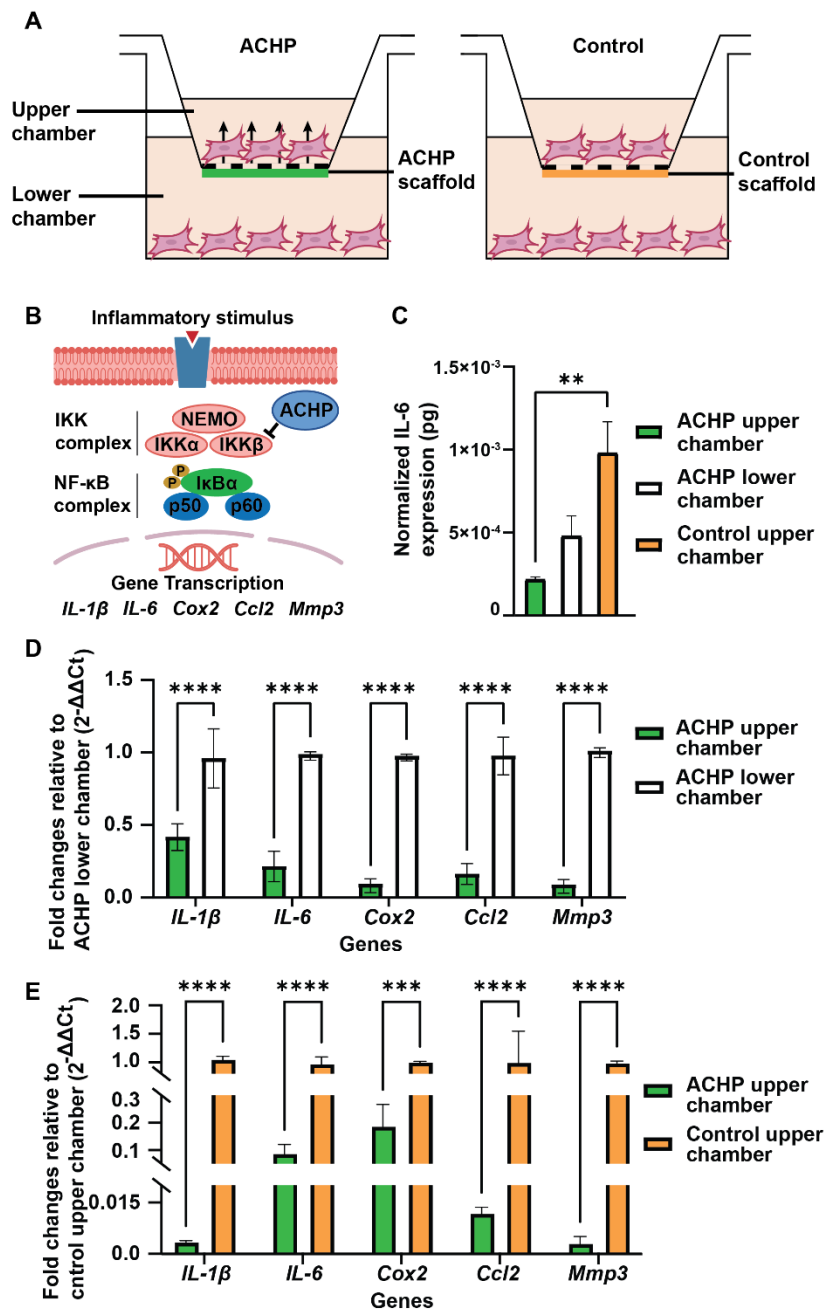 A
ACHP
Control
Upper
chamber
ACHP
scaffold
Control
scaffold
Lower
chamber
B
Inflammatory stimulus
IKK
complex
NEMO
IKKα
IKKβ
ACHP
NF-κB
complex
P
P
IκBα
p50
p60
Gene Transcription
IL-1β IL-6 Cox2 Ccl2 Mmp3
C
Normalized IL-6
expression (pg)
1.5×10-3
1×10-3
5×10-4
0
**
ACHP upper
chamber
ACHP lower
chamber
Control upper
chamber
D
Fold changes relative to
ACHP lower chamber (2-ΔΔCt)
1.5
1.0
0.5
0.0
**** **** **** **** ****
IL-1β IL-6 Cox2 Ccl2 Mmp3
Genes
ACHP upper
chamber
ACHP lower
chamber
E
Fold changes relative to
cntrol upper chamber (2-ΔΔCt)
2.0
1.5
1.0
0.3
0.1
0.015
0.0
**** **** *** **** ****
IL-1β IL-6 Cox2 Ccl2 Mmp3
Genes
ACHP upper
chamber
Control upper
chamber